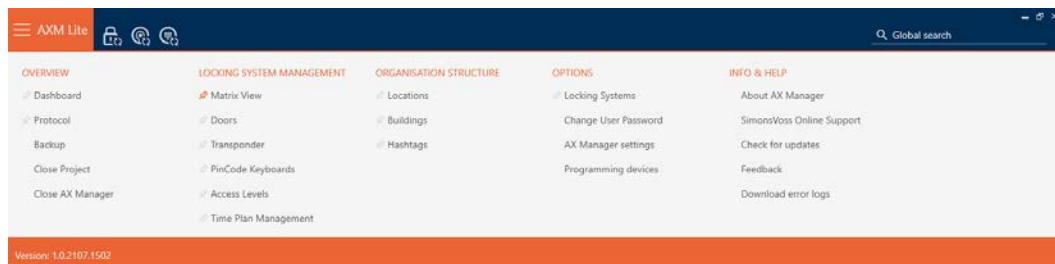 AXM Lite
Global search
OVERVIEW
Dashboard
Protocol
Backup
Close Project
Close AX Manager
LOCKING SYSTEM MANAGEMENT
Matrix View
Doors
Transponder
PinCode Keyboards
Access Levels
Time Plan Management
ORGANISATION STRUCTURE
Locations
Buildings
Hashtags
OPTIONS
Locking Systems
Change User Password
AX Manager settings
Programming devices
INFO & HELP
About AX Manager
SimonsVoss Online Support
Check for updates
Feedback
Download error logs
Version: 1.0.2107.1502